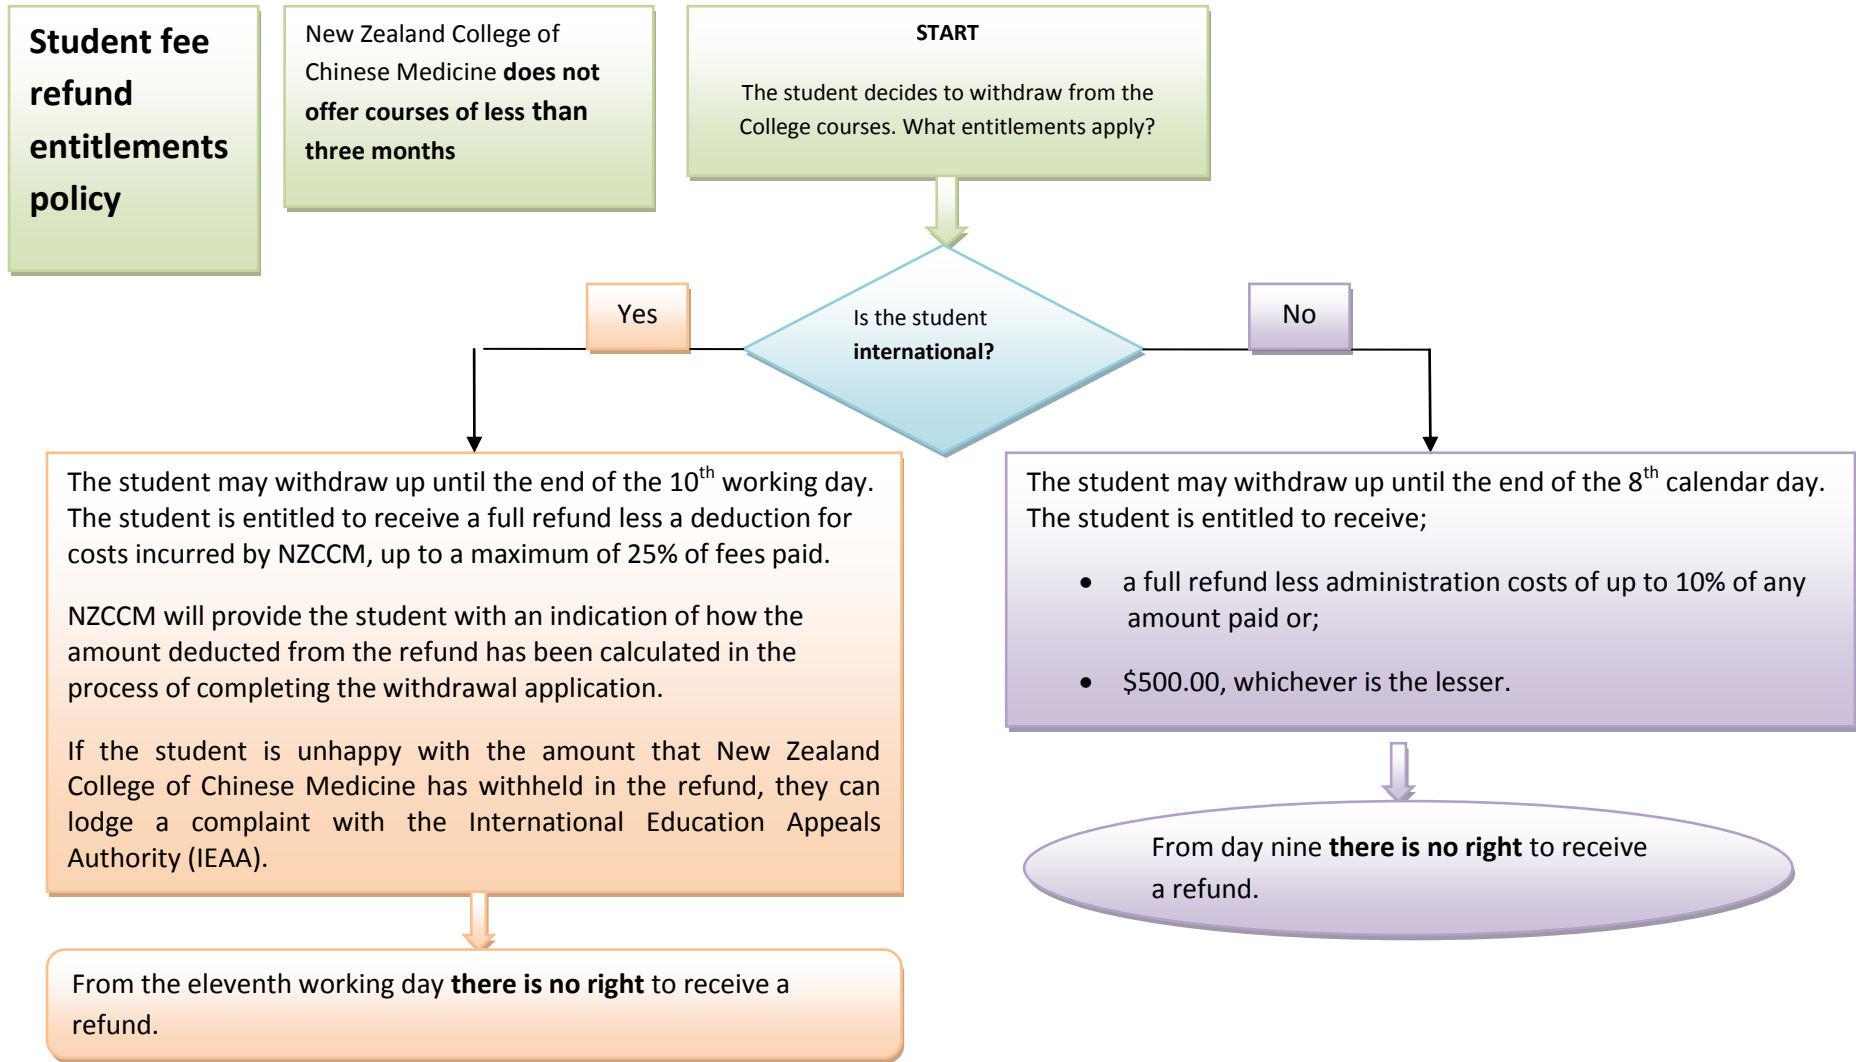 Student fee
refund
entitlements
policy
New Zealand College of
Chinese Medicine does not
offer courses of less than
three months
START
The student decides to withdraw from the
College courses. What entitlements apply?
Is the student
international?
Yes
No
The student may withdraw up until the end of the 10th working day.
The student is entitled to receive a full refund less a deduction for
costs incurred by NZCCM, up to a maximum of 25% of fees paid.
NZCCM will provide the student with an indication of how the
amount deducted from the refund has been calculated in the
process of completing the withdrawal application.
If the student is unhappy with the amount that New Zealand
College of Chinese Medicine has withheld in the refund, they can
lodge a complaint with the International Education Appeals
Authority (IEAA).
From the eleventh working day there is no right to receive a
refund.
The student may withdraw up until the end of the 8th calendar day.
The student is entitled to receive;
• a full refund less administration costs of up to 10% of any
amount paid or;
• $500.00, whichever is the lesser.
From day nine there is no right to receive
a refund.